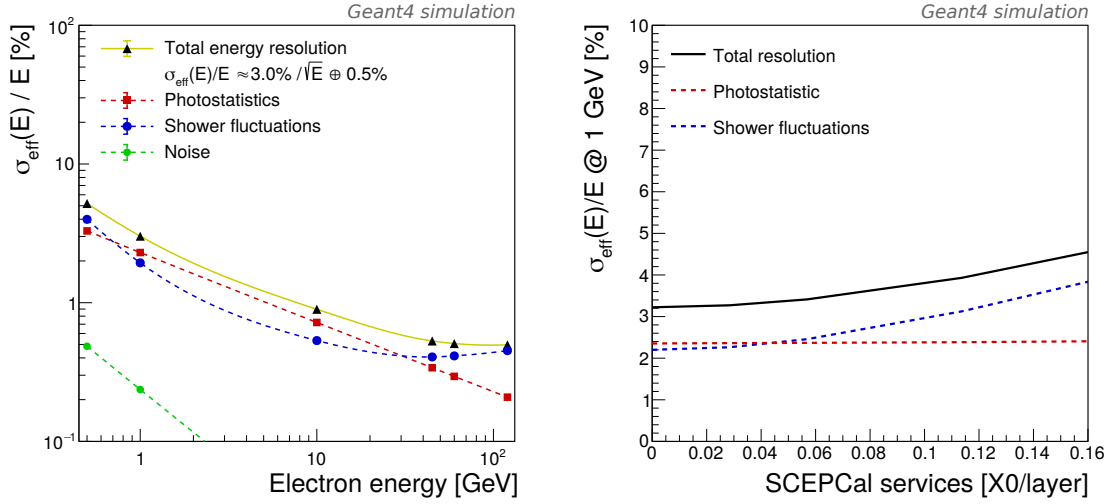 Geant4 simulation
σeff(E) / E [%]
10²
10
1
10⁻¹
Total energy resolution
σeff(E)/E ≈3.0% /√E ⊕ 0.5%
Photostatistics
Shower fluctuations
Noise
1 10 10²
Electron energy [GeV]
Geant4 simulation
σeff(E)/E @ 1 GeV [%]
10
9
8
7
6
5
4
3
2
1
0
Total resolution
Photostatistic
Shower fluctuations
0 0.02 0.04 0.06 0.08 0.1 0.12 0.14 0.16
SCEPCal services [X0/layer]